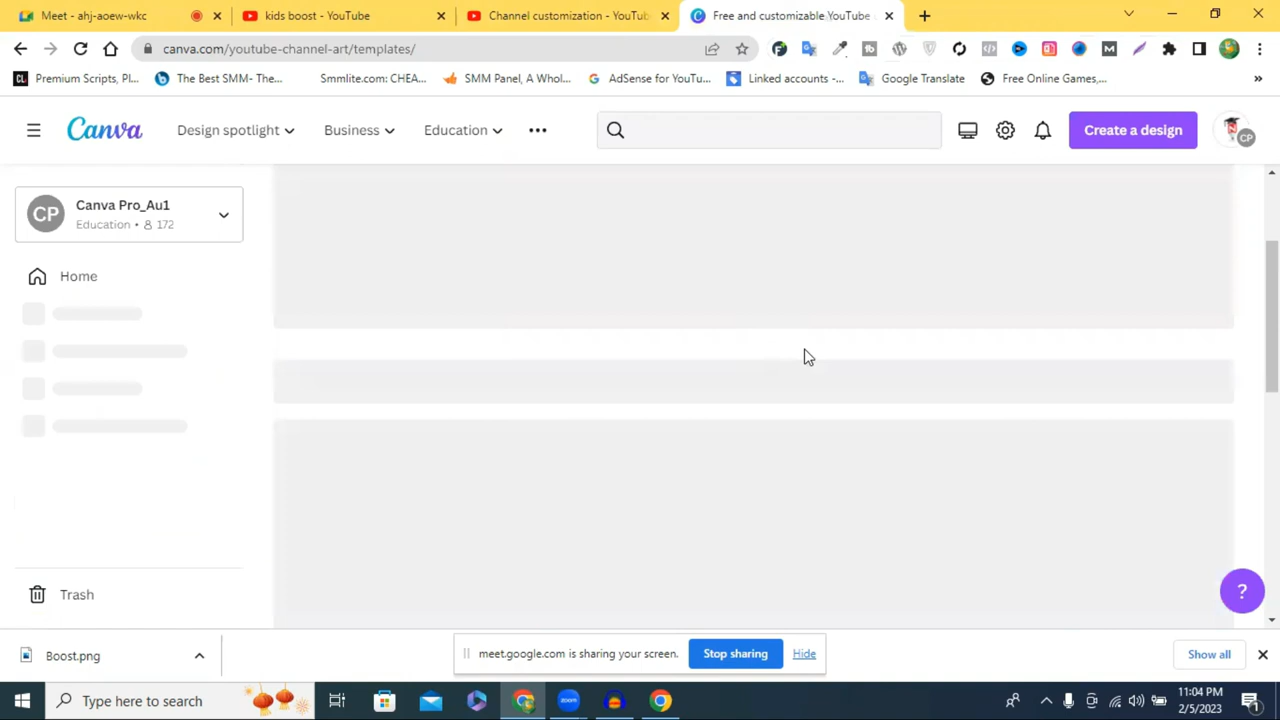 Meet - ahj-aoew-wkc
kids boost - YouTube
Channel customization - YouTub
Free and customizable YouTube
canva.com/youtube-channel-art/templates/
Premium Scripts, Pl...
The Best SMM- The...
Smmlite.com: CHEA...
SMM Panel, A Whol...
AdSense for YouTu...
Linked accounts -...
Google Translate
Free Online Games,...
»
Canva
Design spotlight
Business
Education
Create a design
CP
CP
Canva Pro_Au1
Education • 172
Home
Trash
?
Boost.png
meet.google.com is sharing your screen.
Stop sharing
Hide
Show all
Type here to search
zoom
11:04 PM
2/5/2023
1